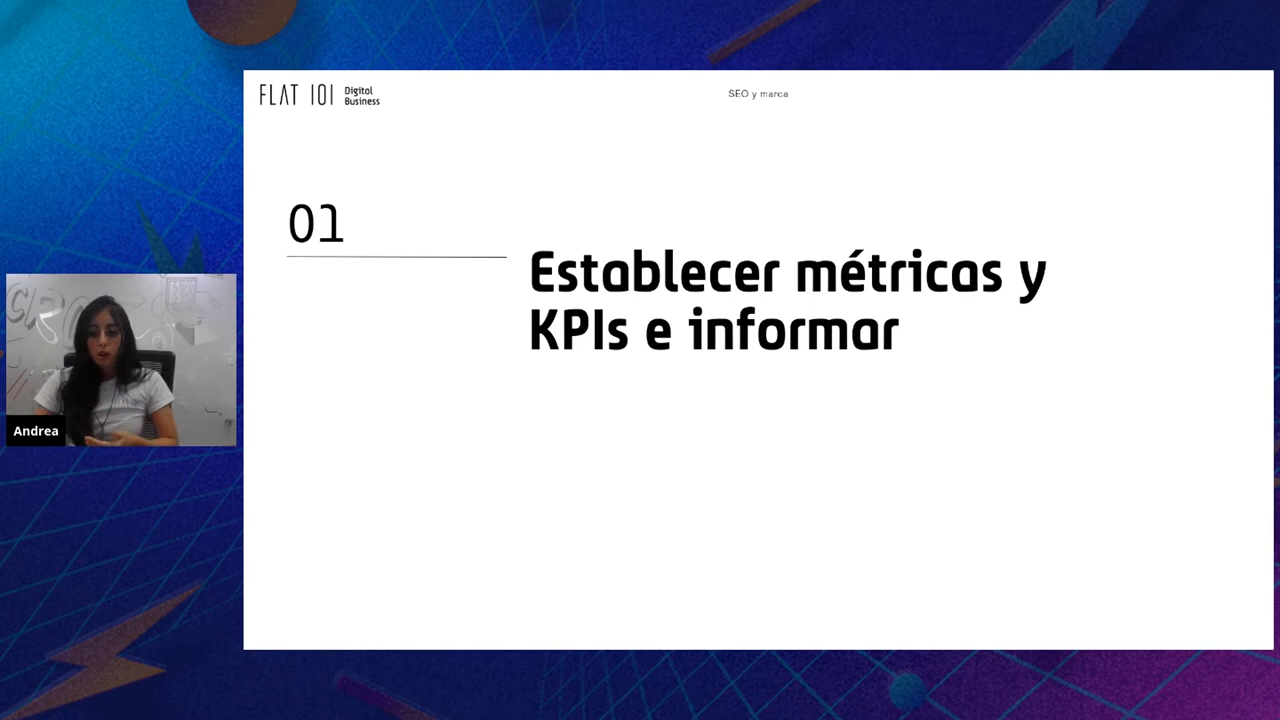 FLAT 101 Digital
Business
SEO y marca
01
Establecer métricas y
KPIs e informar
Andrea